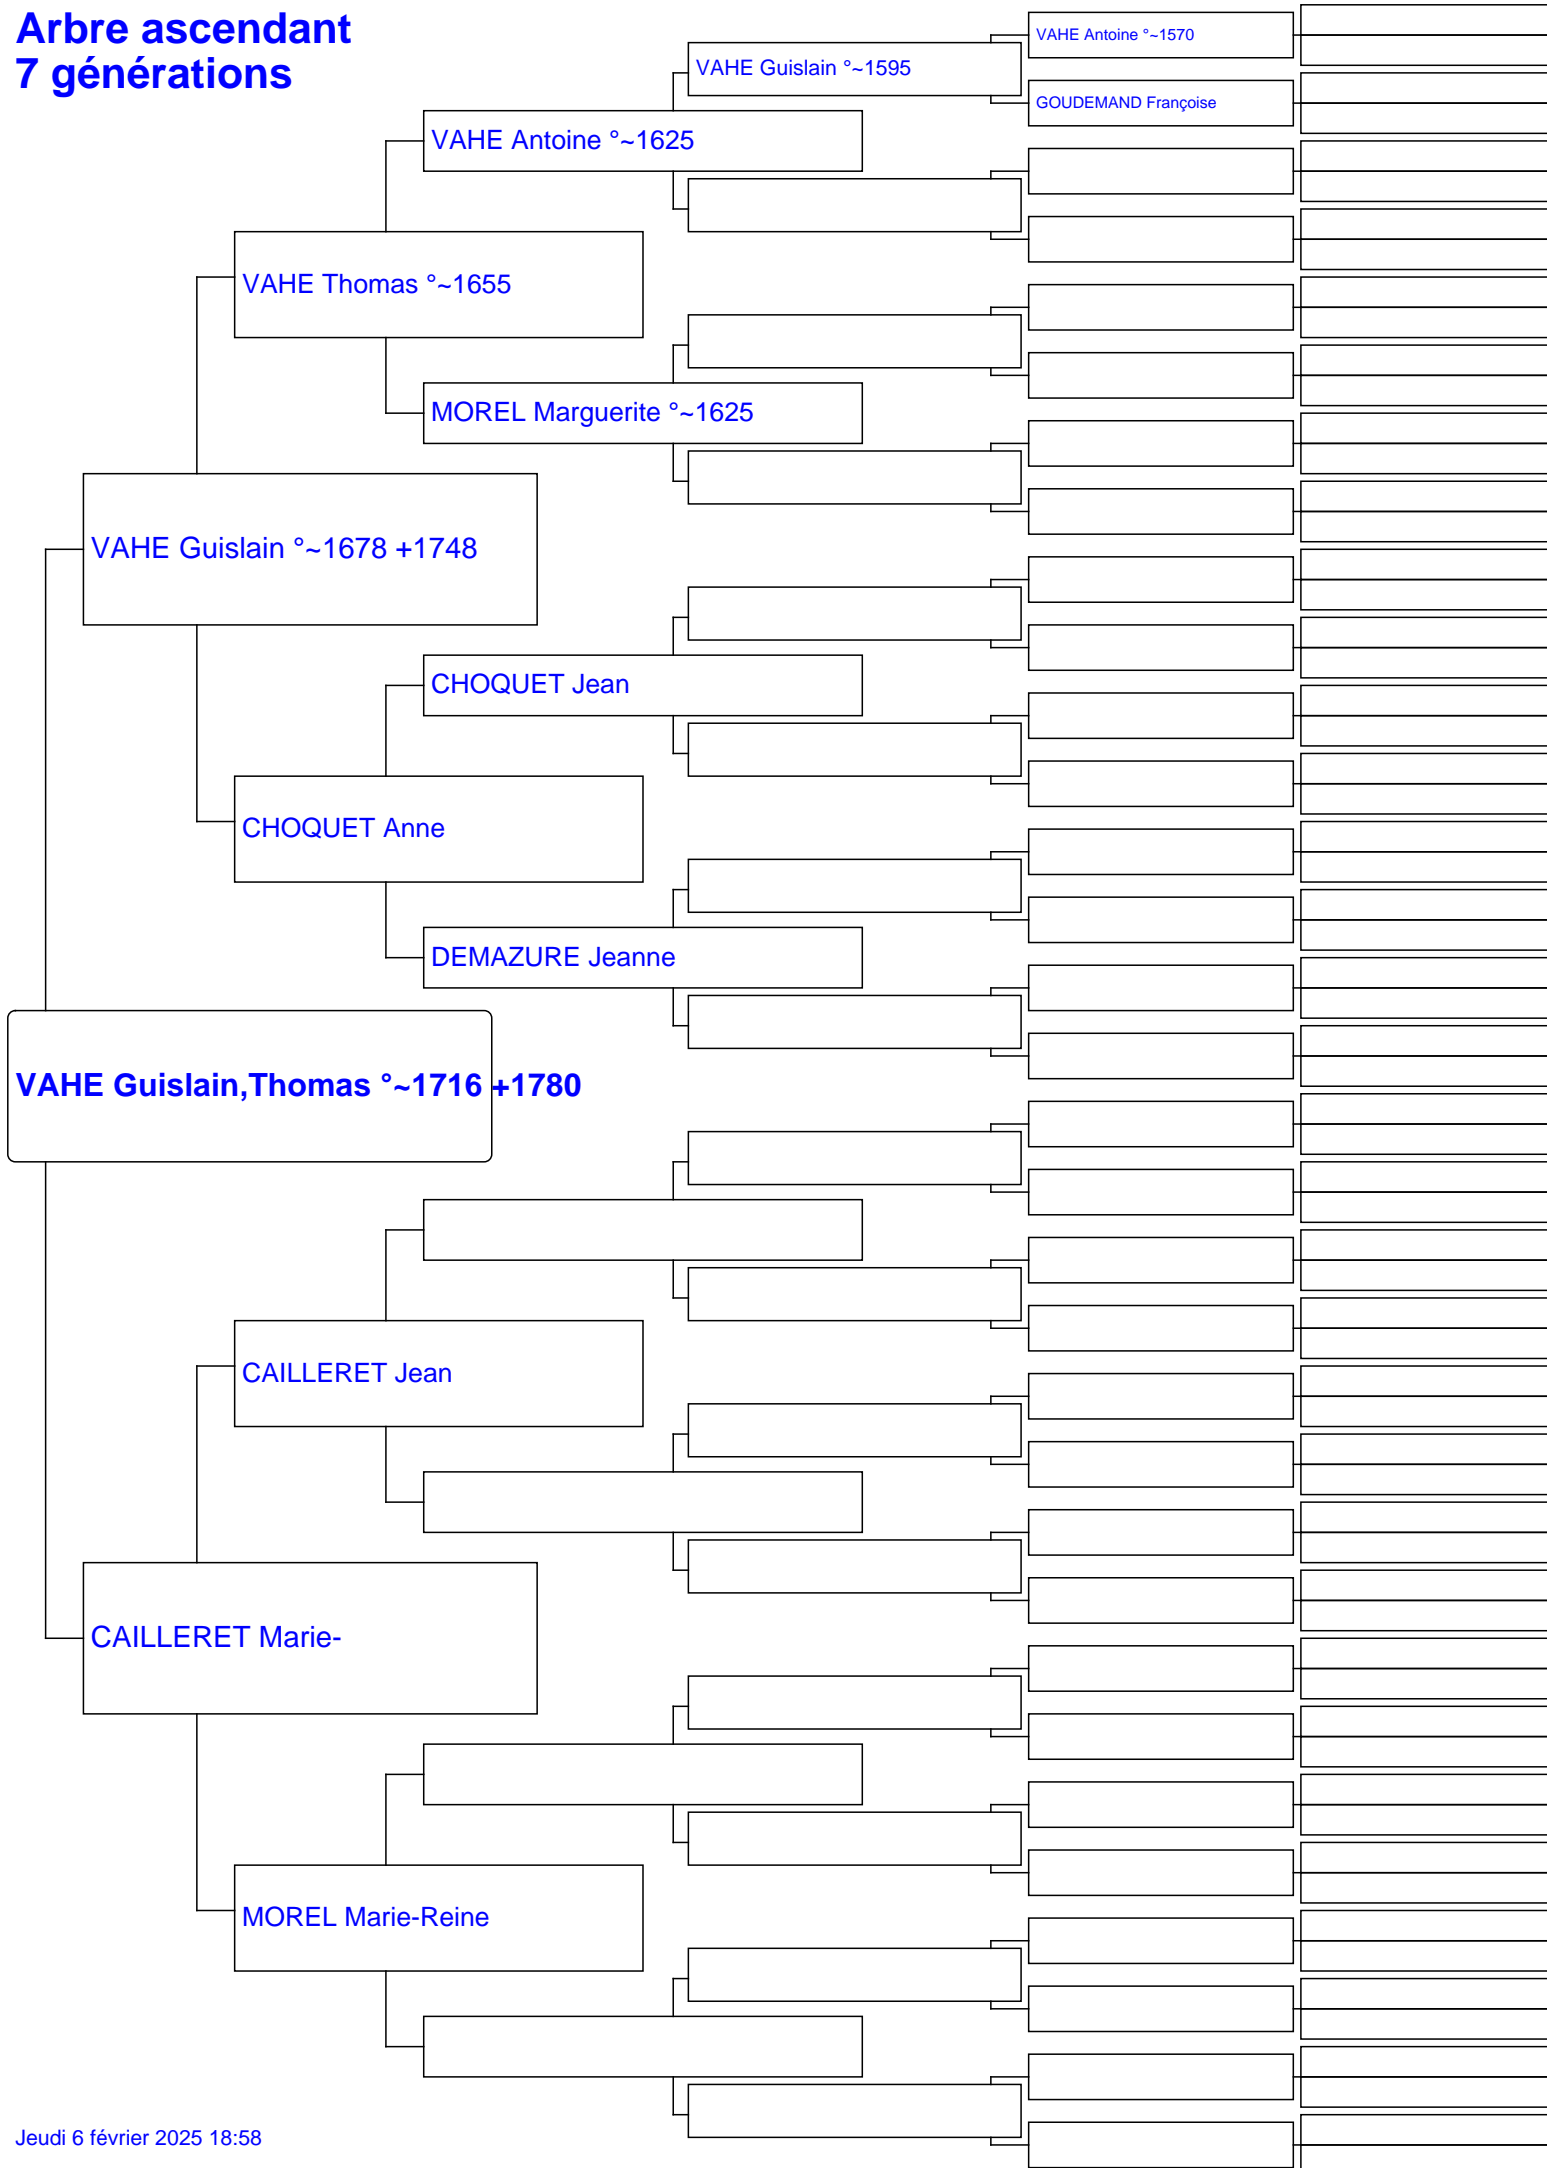 Arbre ascendant
7 générations
VAHE Antoine °~1570
VAHE Guislain °~1595
GOUDEMAND Françoise
VAHE Antoine °~1625
VAHE Thomas °~1655
MOREL Marguerite °~1625
VAHE Guislain °~1678 +1748
CHOQUET Jean
CHOQUET Anne
DEMAZURE Jeanne
VAHE Guislain,Thomas °~1716 +1780
CAILLERET Jean
CAILLERET Marie-
MOREL Marie-Reine
Jeudi 6 février 2025 18:58